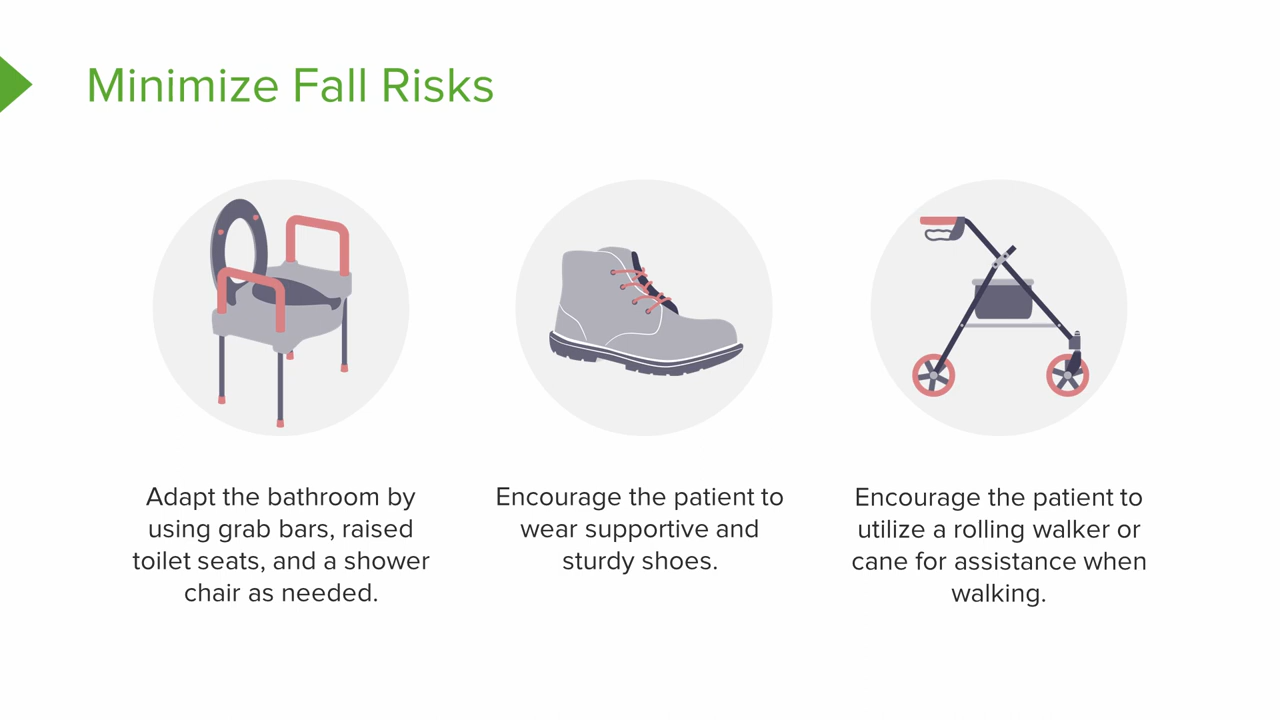 Minimize Fall Risks
Adapt the bathroom by
using grab bars, raised
toilet seats, and a shower
chair as needed.
Encourage the patient to
wear supportive and
sturdy shoes.
Encourage the patient to
utilize a rolling walker or
cane for assistance when
walking.